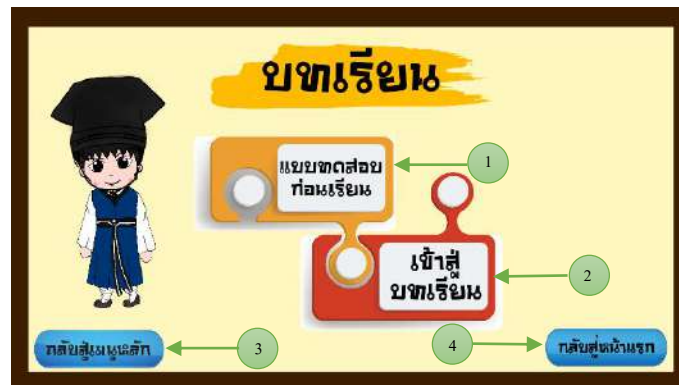 บทเรียน
แบบทดสอบ
ก่อนเรียน
1
เข้าสู่
บทเรียน
2
กลับสู่เมนูหลัก
3
4
กลับสู่หน้าแรก